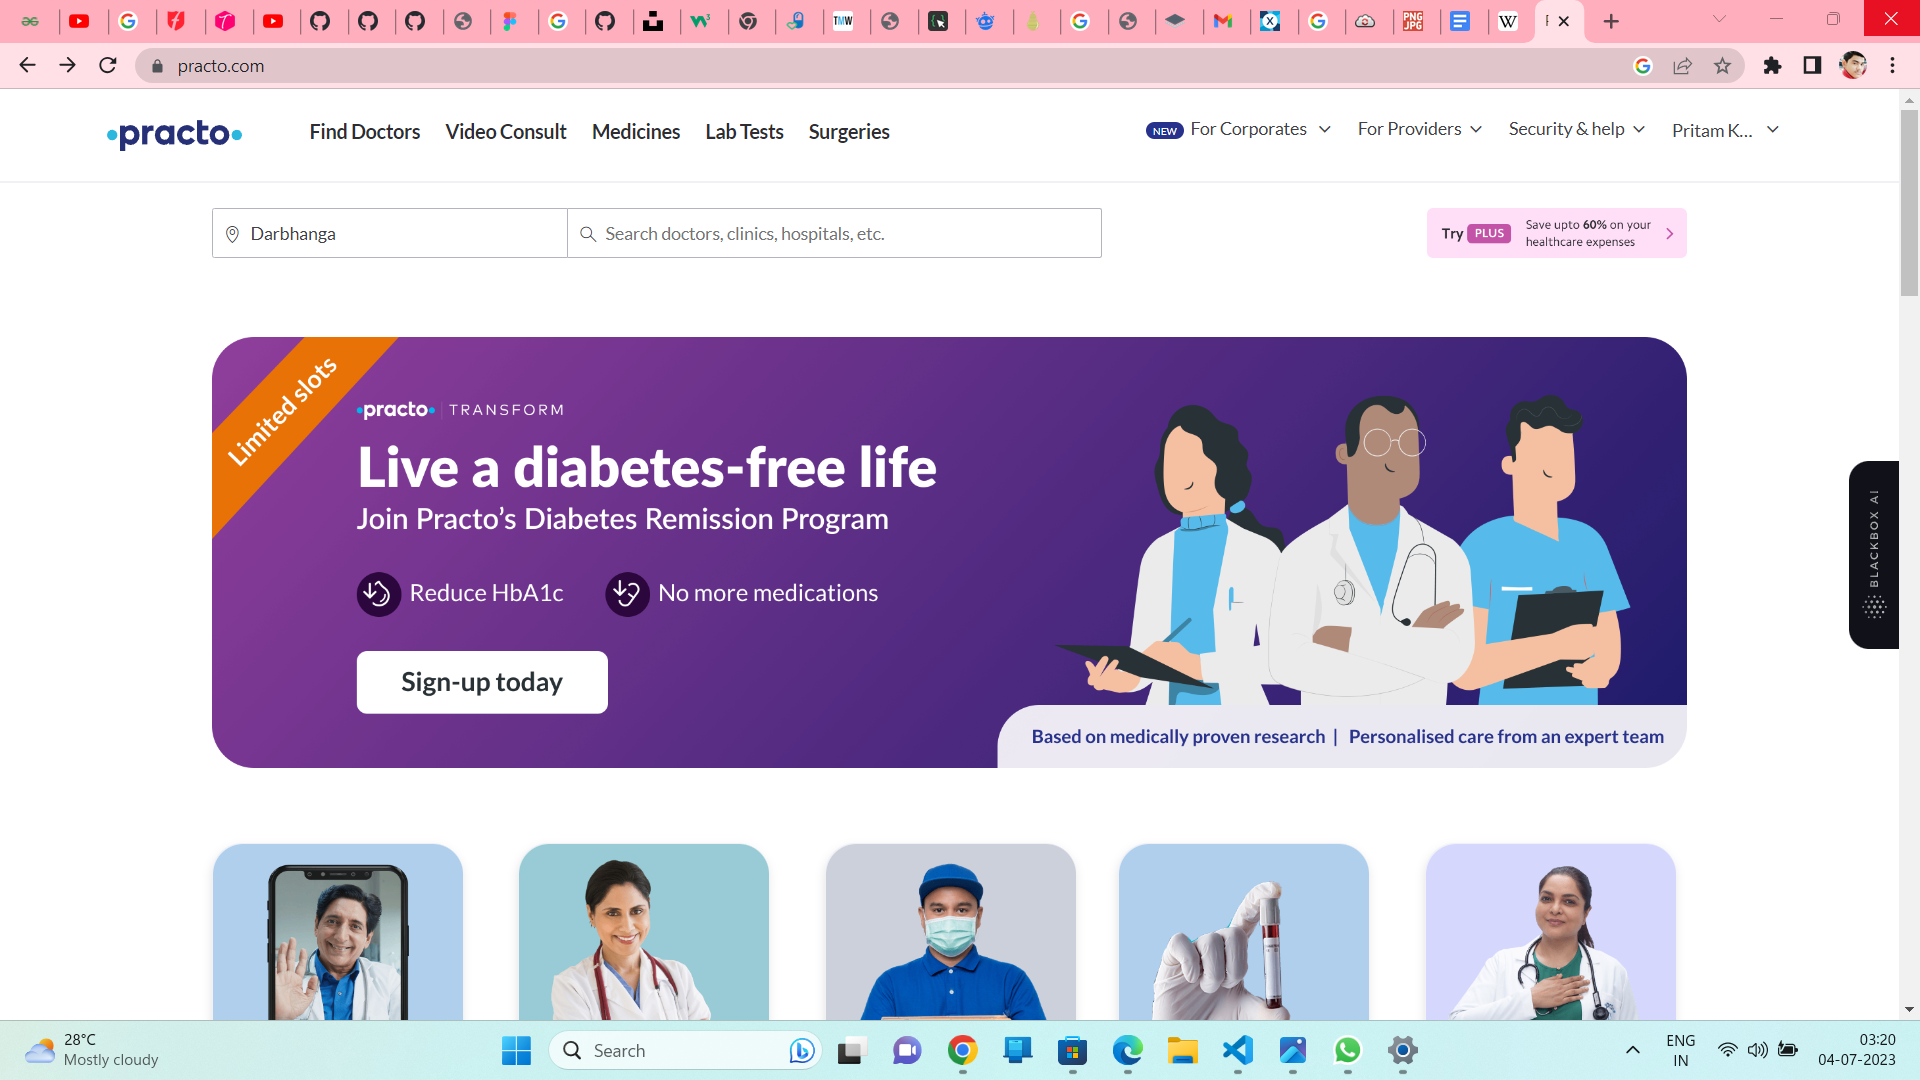 practo.com
practo
Find Doctors
Video Consult
Medicines
Lab Tests
Surgeries
NEW For Corporates
For Providers
Security & help
Pritam K...
Darbhanga
Search doctors, clinics, hospitals, etc.
Try PLUS
Save upto 60% on your
healthcare expenses
Limited slots
practo | TRANSFORM
Live a diabetes-free life
Join Practo’s Diabetes Remission Program
Reduce HbA1c
No more medications
Sign-up today
Based on medically proven research | Personalised care from an expert team
BLACKBOX AI
28°C
Mostly cloudy
Search
ENG
IN
03:20
04-07-2023